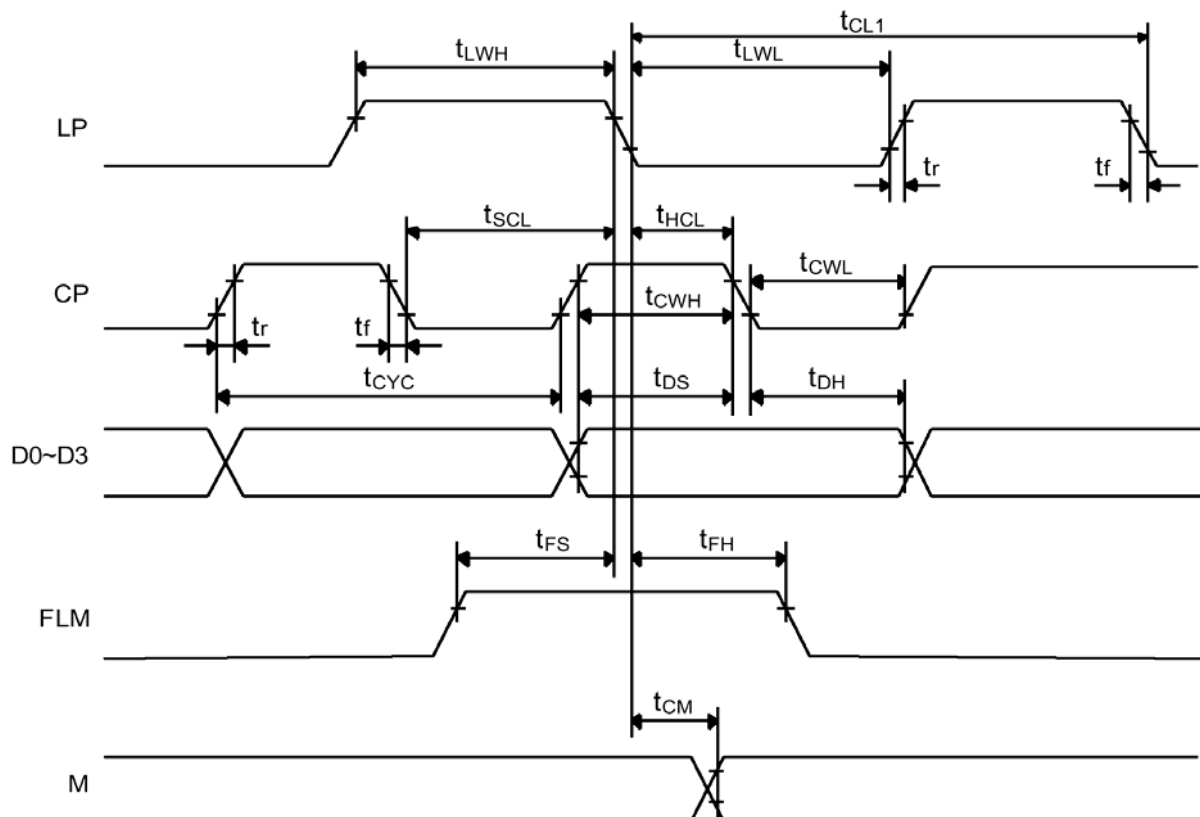 tCL1
tLWH tLWL
LP
tr tf
tSCL tHCL
tCWL
CP
tCWH
tr tf
tCYC tDS tDH
D0~D3
tFS tFH
FLM
tCM
M